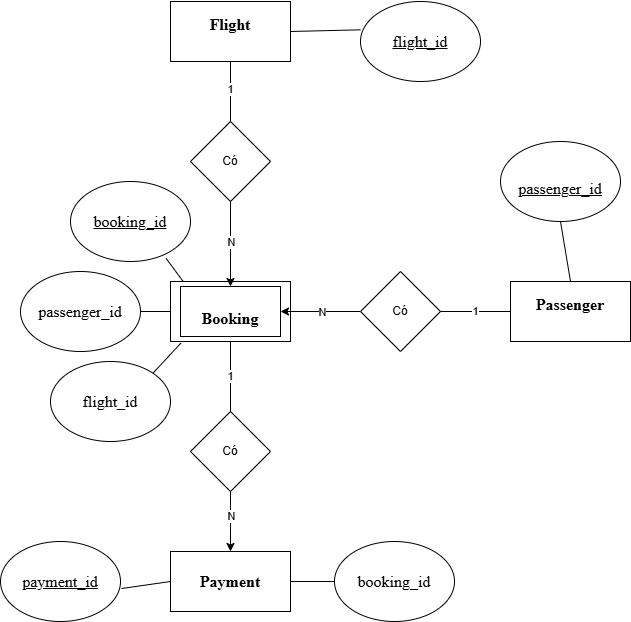 Flight
flight_id
1
Có
passenger_id
booking_id
N
passenger_id
Booking
N
Có
1
Passenger
flight_id
1
Có
N
payment_id
Payment
booking_id